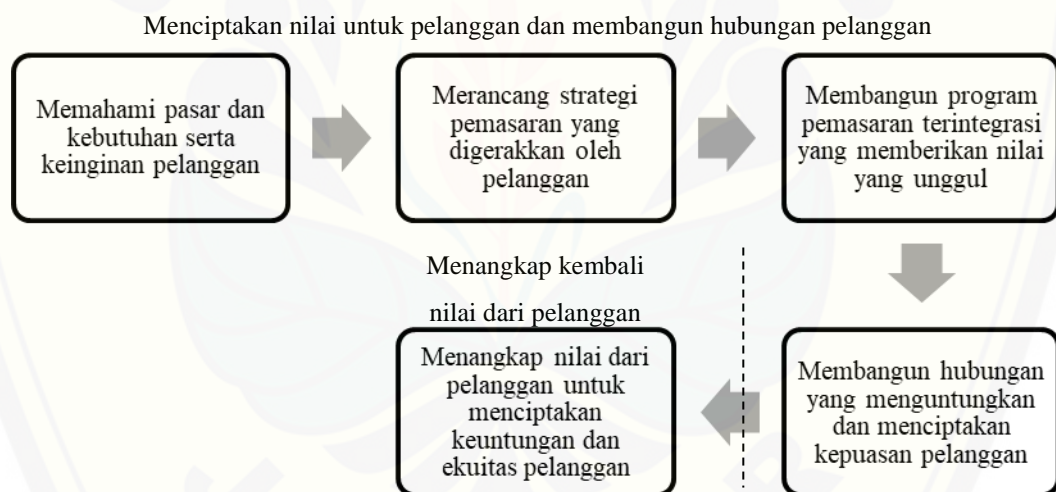 Menciptakan nilai untuk pelanggan dan membangun hubungan pelanggan
Memahami pasar dan
kebutuhan serta
keinginan pelanggan
Merancang strategi
pemasaran yang
digerakkan oleh
pelanggan
Membangun program
pemasaran terintegrasi
yang memberikan nilai
yang unggul
Menangkap kembali
nilai dari pelanggan
Menangkap nilai dari
pelanggan untuk
menciptakan
keuntungan dan
ekuitas pelanggan
Membangun hubungan
yang menguntungkan
dan menciptakan
kepuasan pelanggan